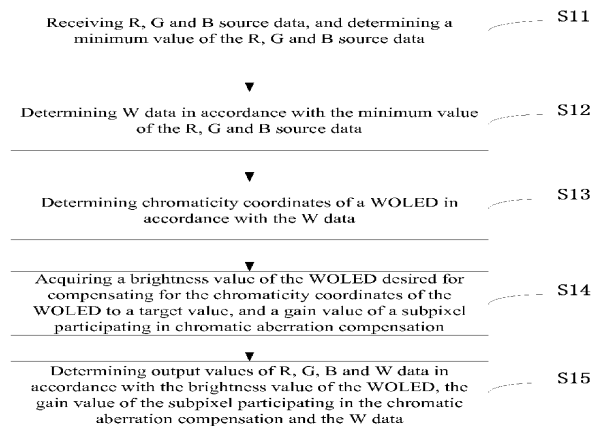 Receiving R, G and B source data, and determining a
minimum value of the R, G and B source data
S11
Determining W data in accordance with the minimum value
of the R, G and B source data
S12
Determining chromaticity coordinates of a WOLED in
accordance with the W data
S13
Acquiring a brightness value of the WOLED desired for
compensating for the chromaticity coordinates of the
WOLED to a target value, and a gain value of a subpixel
participating in chromatic aberration compensation
S14
Determining output values of R, G, B and W data in
accordance with the brightness value of the WOLED, the
gain value of the subpixel participating in the chromatic
aberration compensation and the W data
S15